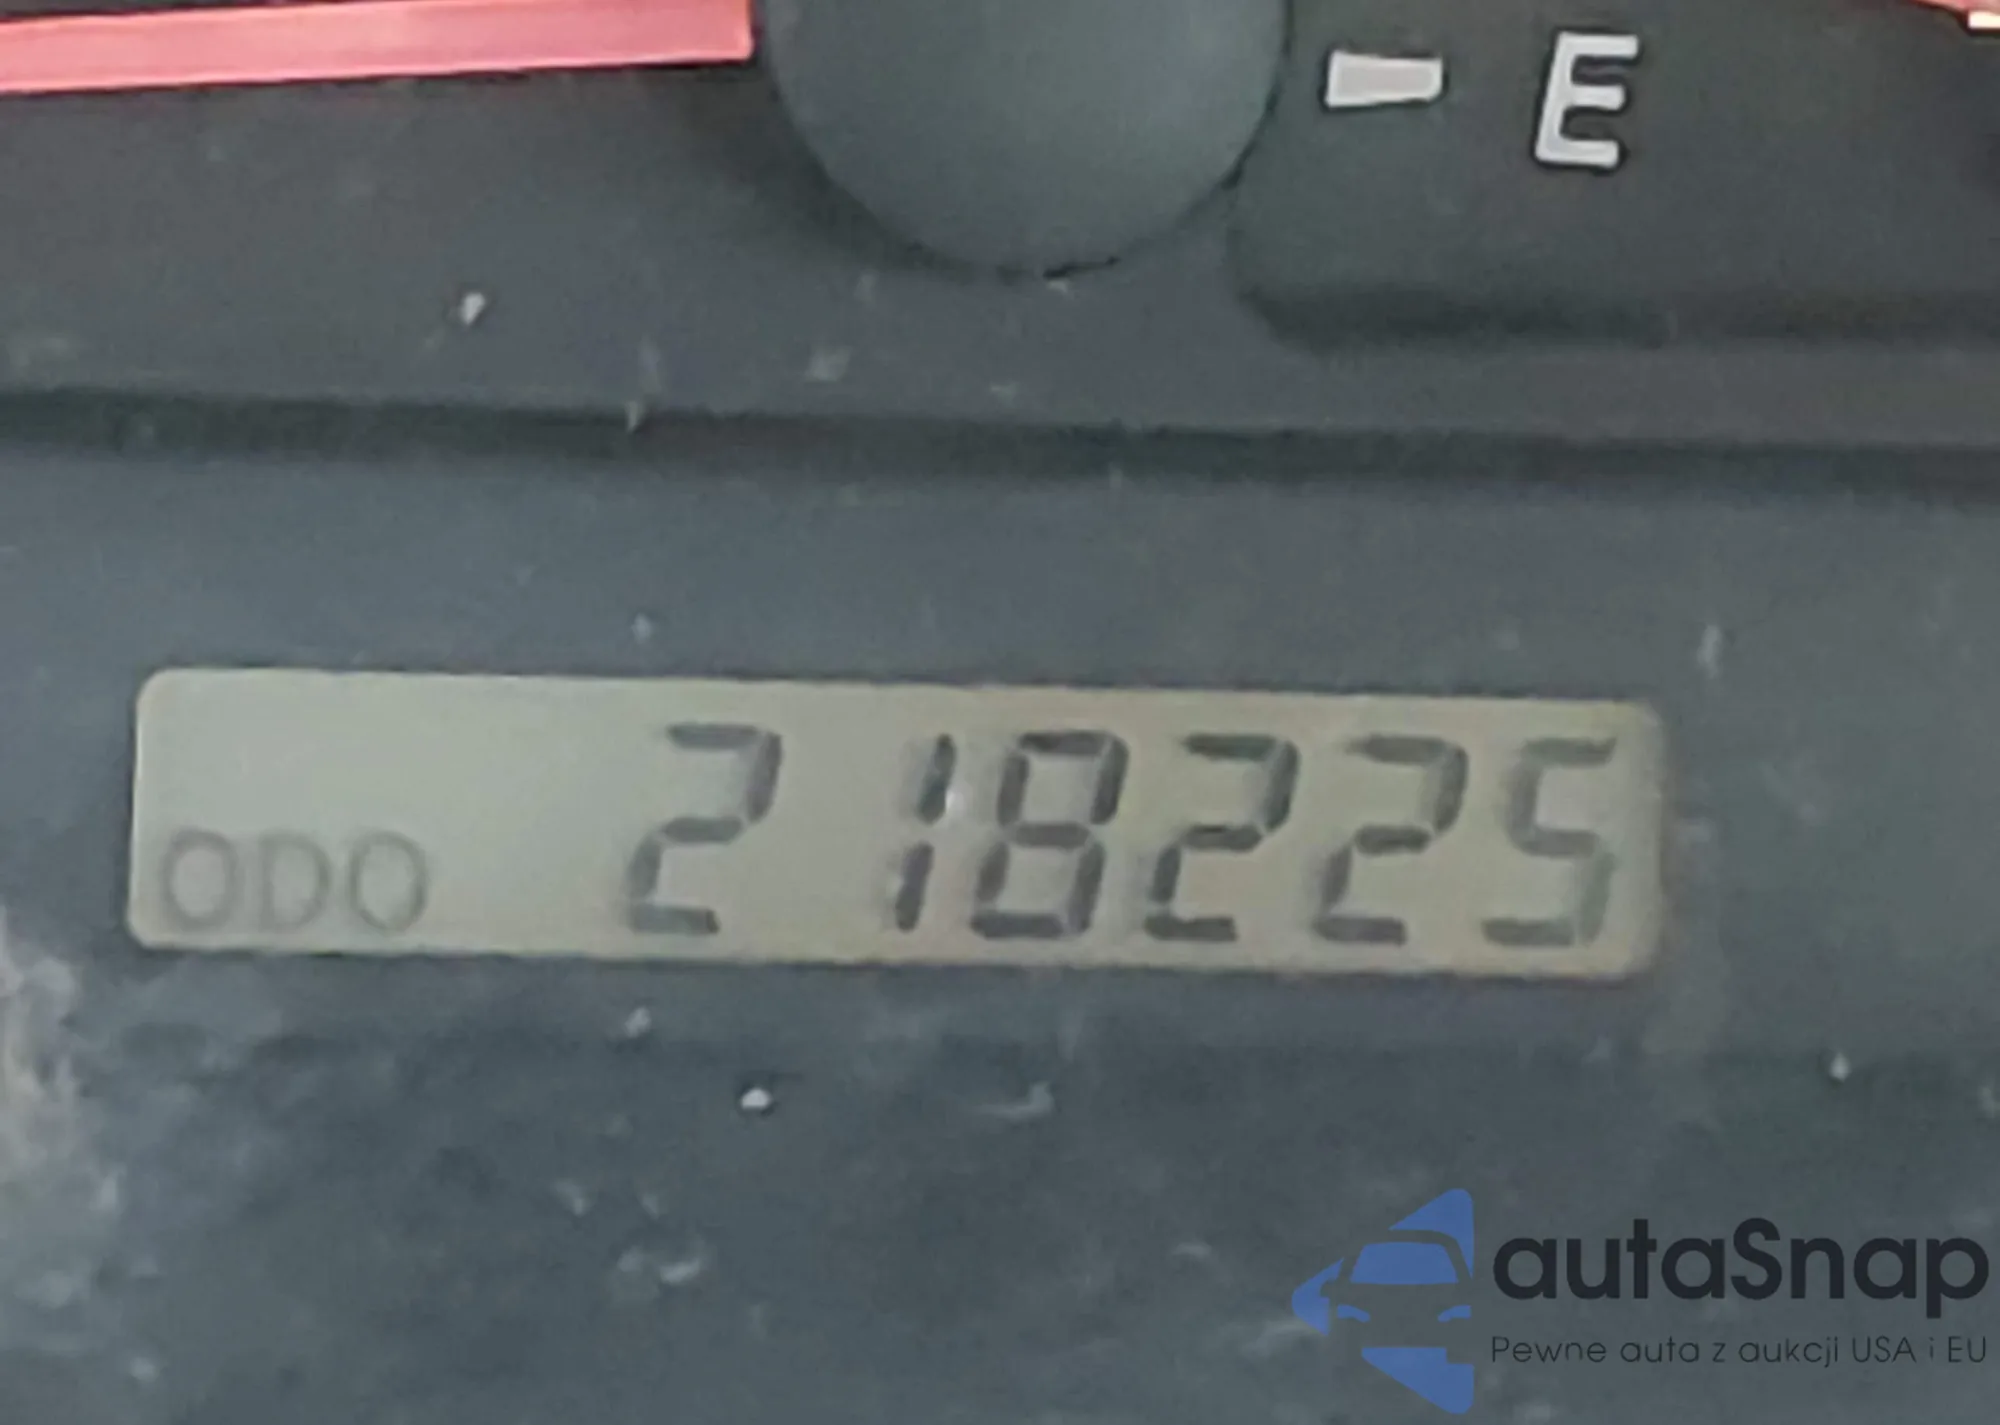 E
ODO 218225
autaSnap
Pewne auta z aukcji USA i EU